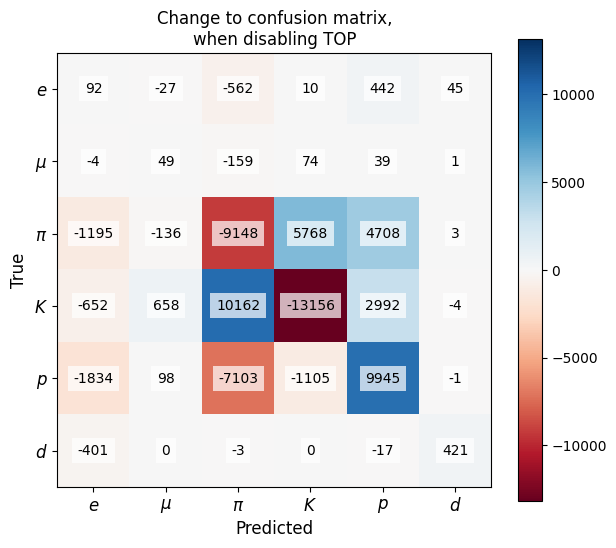 Change to confusion matrix,
when disabling TOP
e 92 -27 -562 10 442 45
μ -4 49 -159 74 39 1
π -1195 -136 -9148 5768 4708 3
K -652 658 10162 -13156 2992 -4
p -1834 98 -7103 -1105 9945 -1
d -401 0 -3 0 -17 421
e μ π K p d
Predicted
True
10000
5000
0
−5000
−10000